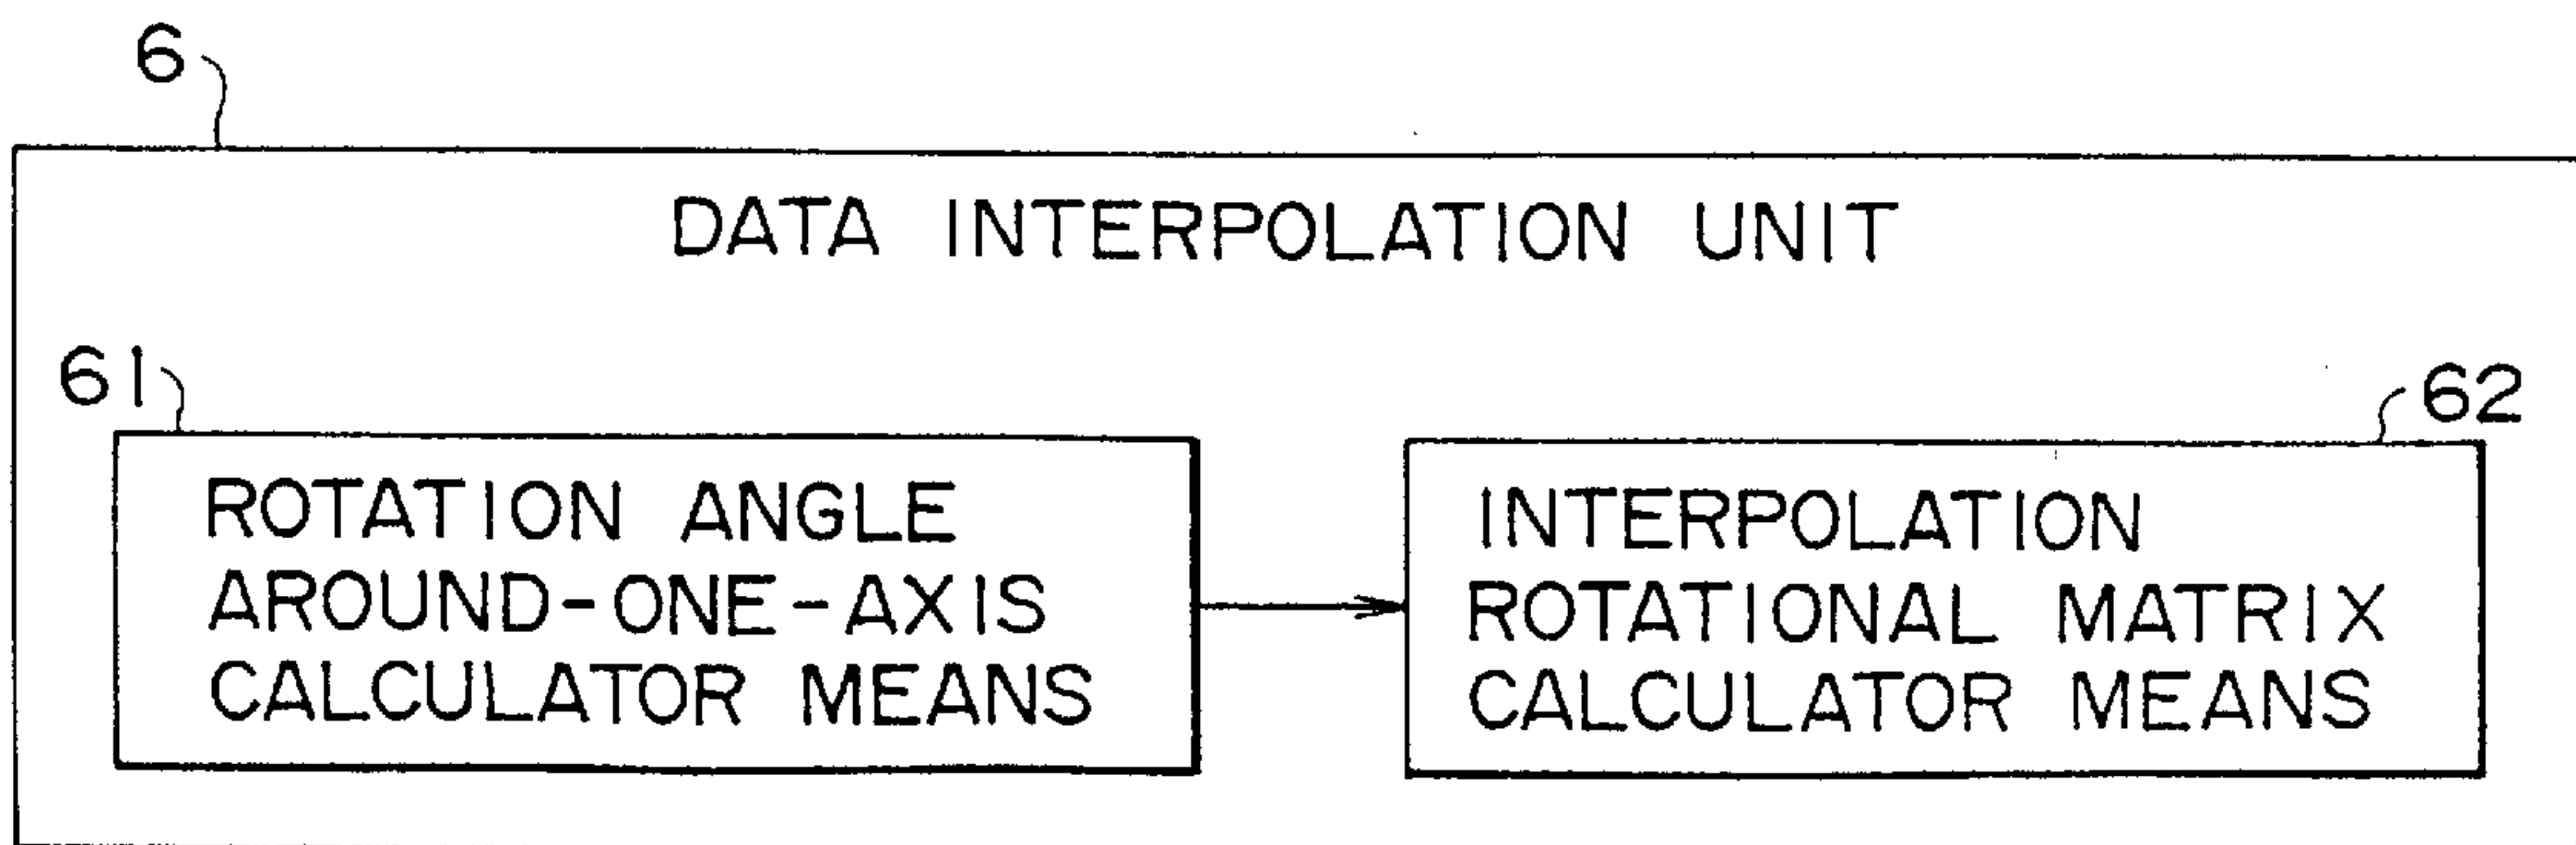 6
DATA INTERPOLATION UNIT
61
62
ROTATION ANGLE
AROUND-ONE-AXIS
CALCULATOR MEANS
INTERPOLATION
ROTATIONAL MATRIX
CALCULATOR MEANS